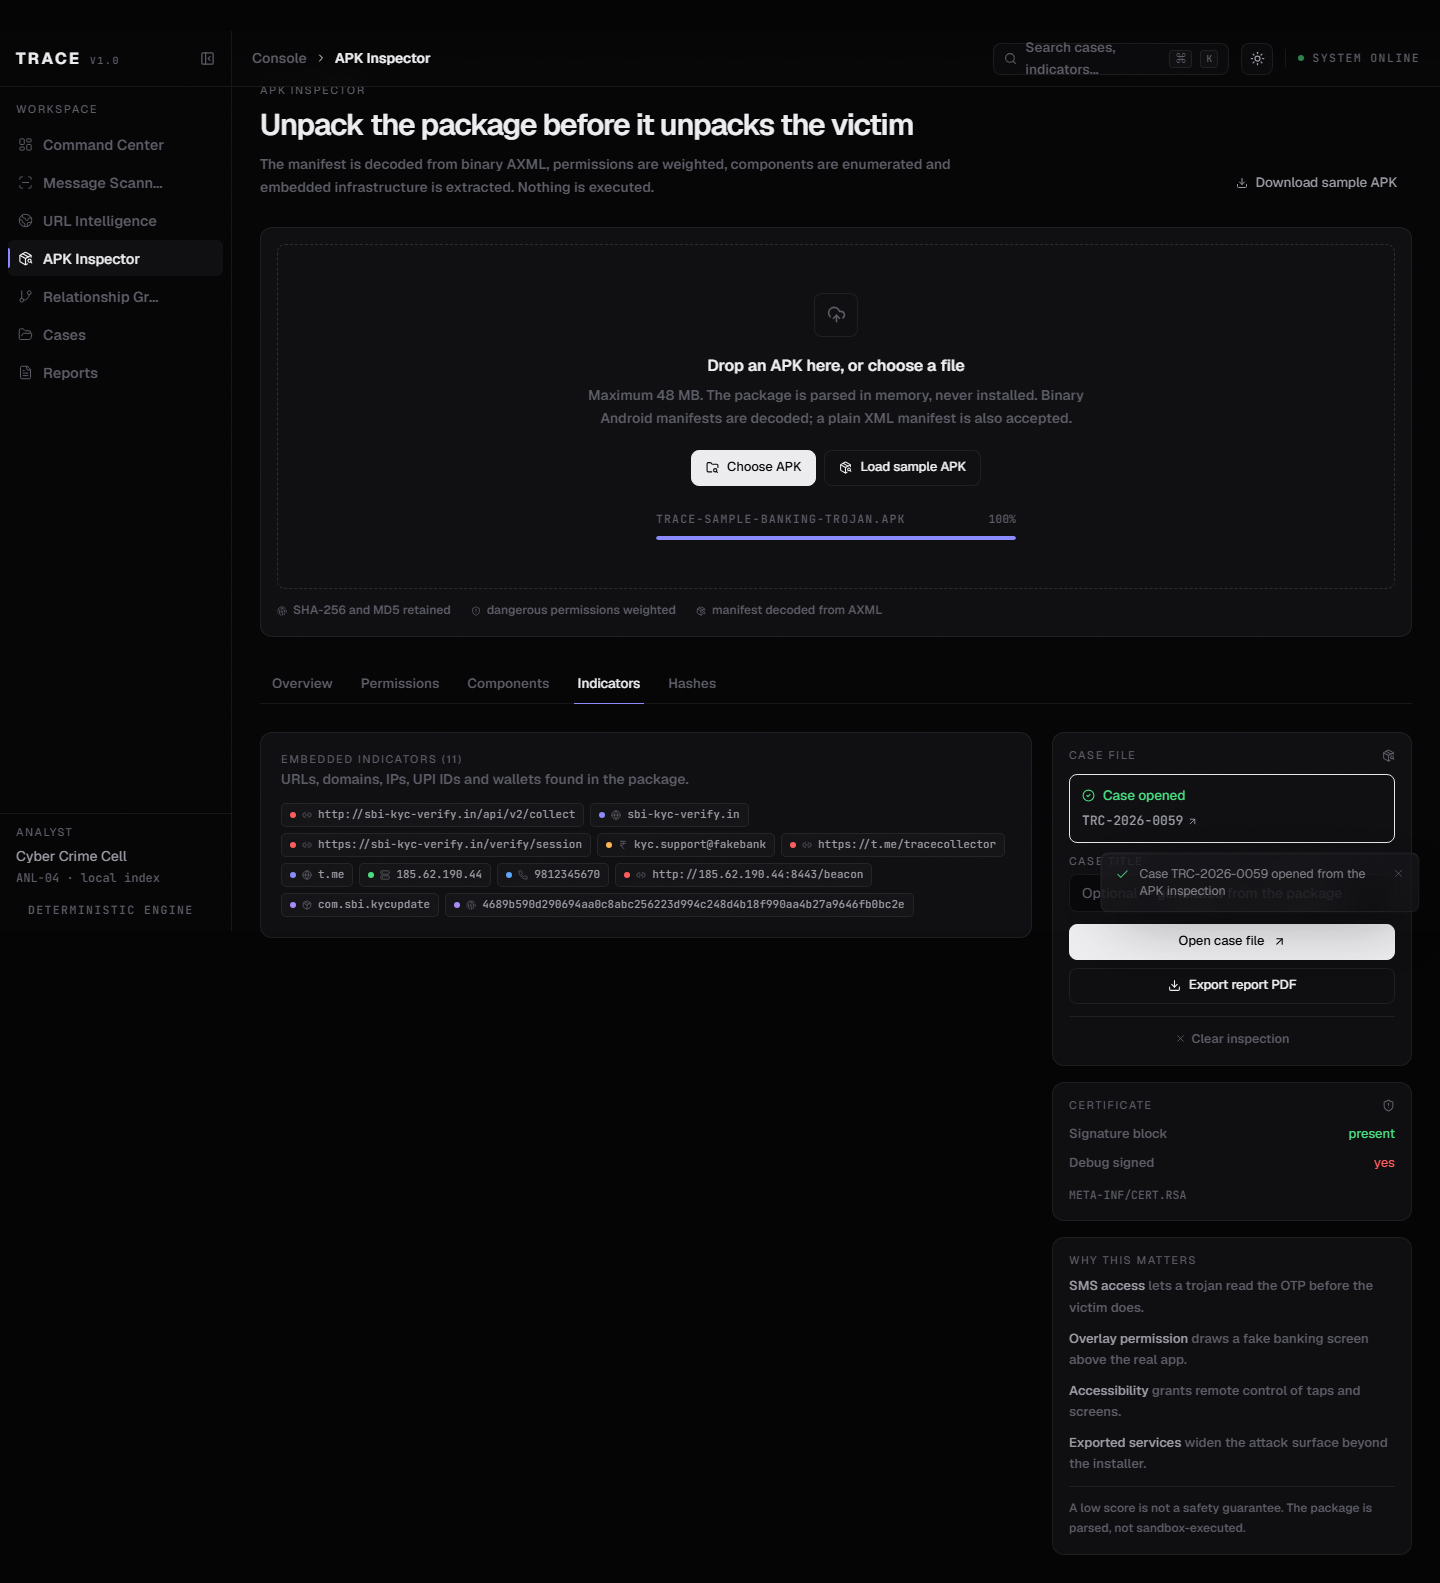 TRACE V1.0
Console > APK Inspector
Search cases, indicators...
⌘ K
SYSTEM ONLINE
WORKSPACE
Command Center
Message Scann...
URL Intelligence
APK Inspector
Relationship Gr...
Cases
Reports
ANALYST
Cyber Crime Cell
ANL-04 · local index
DETERMINISTIC ENGINE
APK INSPECTOR
Unpack the package before it unpacks the victim
The manifest is decoded from binary AXML, permissions are weighted, components are enumerated and
embedded infrastructure is extracted. Nothing is executed.
Download sample APK
Drop an APK here, or choose a file
Maximum 48 MB. The package is parsed in memory, never installed. Binary
Android manifests are decoded; a plain XML manifest is also accepted.
Choose APK
Load sample APK
TRACE-SAMPLE-BANKING-TROJAN.APK 100%
SHA-256 and MD5 retained
dangerous permissions weighted
manifest decoded from AXML
Overview Permissions Components Indicators Hashes
EMBEDDED INDICATORS (11)
URLs, domains, IPs, UPI IDs and wallets found in the package.
http://sbi-kyc-verify.in/api/v2/collect
sbi-kyc-verify.in
https://sbi-kyc-verify.in/verify/session
kyc.support@fakebank
https://t.me/tracecollector
t.me
185.62.190.44
9812345670
http://185.62.190.44:8443/beacon
com.sbi.kycupdate
4689b590d290694aa0c8abc256223d994c248d4b18f990aa4b27a9646fb0bc2e
CASE FILE
Case opened
TRC-2026-0059
CASE TITLE
Case TRC-2026-0059 opened from the
APK inspection
from the package
Open case file
Export report PDF
Clear inspection
CERTIFICATE
Signature block present
Debug signed yes
META-INF/CERT.RSA
WHY THIS MATTERS
SMS access lets a trojan read the OTP before the
victim does.
Overlay permission draws a fake banking screen
above the real app.
Accessibility grants remote control of taps and
screens.
Exported services widen the attack surface beyond
the installer.
A low score is not a safety guarantee. The package is
parsed, not sandbox-executed.